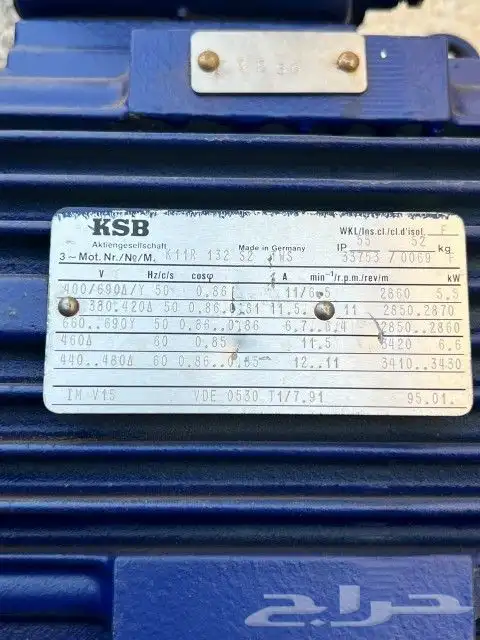 KSB
Aktiengesellschaft
Made in Germany
WKL/Ins.cl/cl.d'isol. F
IP 55 52 kg
3~Mot. Nr./No/M. K11R 132 S2 TWS 33753/0069 F
V Hz/c/s cosφ A min⁻¹/r.p.m/rev/m kW
400/690Δ/Y 50 0,86 11/6,5 2860 5.5
380.420Δ 50 0.86. 11.5. 11 2850.2870
660..690Y 50 0.86..0.86 6.7..6.4 2850..2860
460Δ 60 0.85 11.5 3420 6.6
440..480Δ 60 0.86..0.85 12..11 3410..3430
IM V15 VDE 0530 T1/7.91 95.01.
حراج